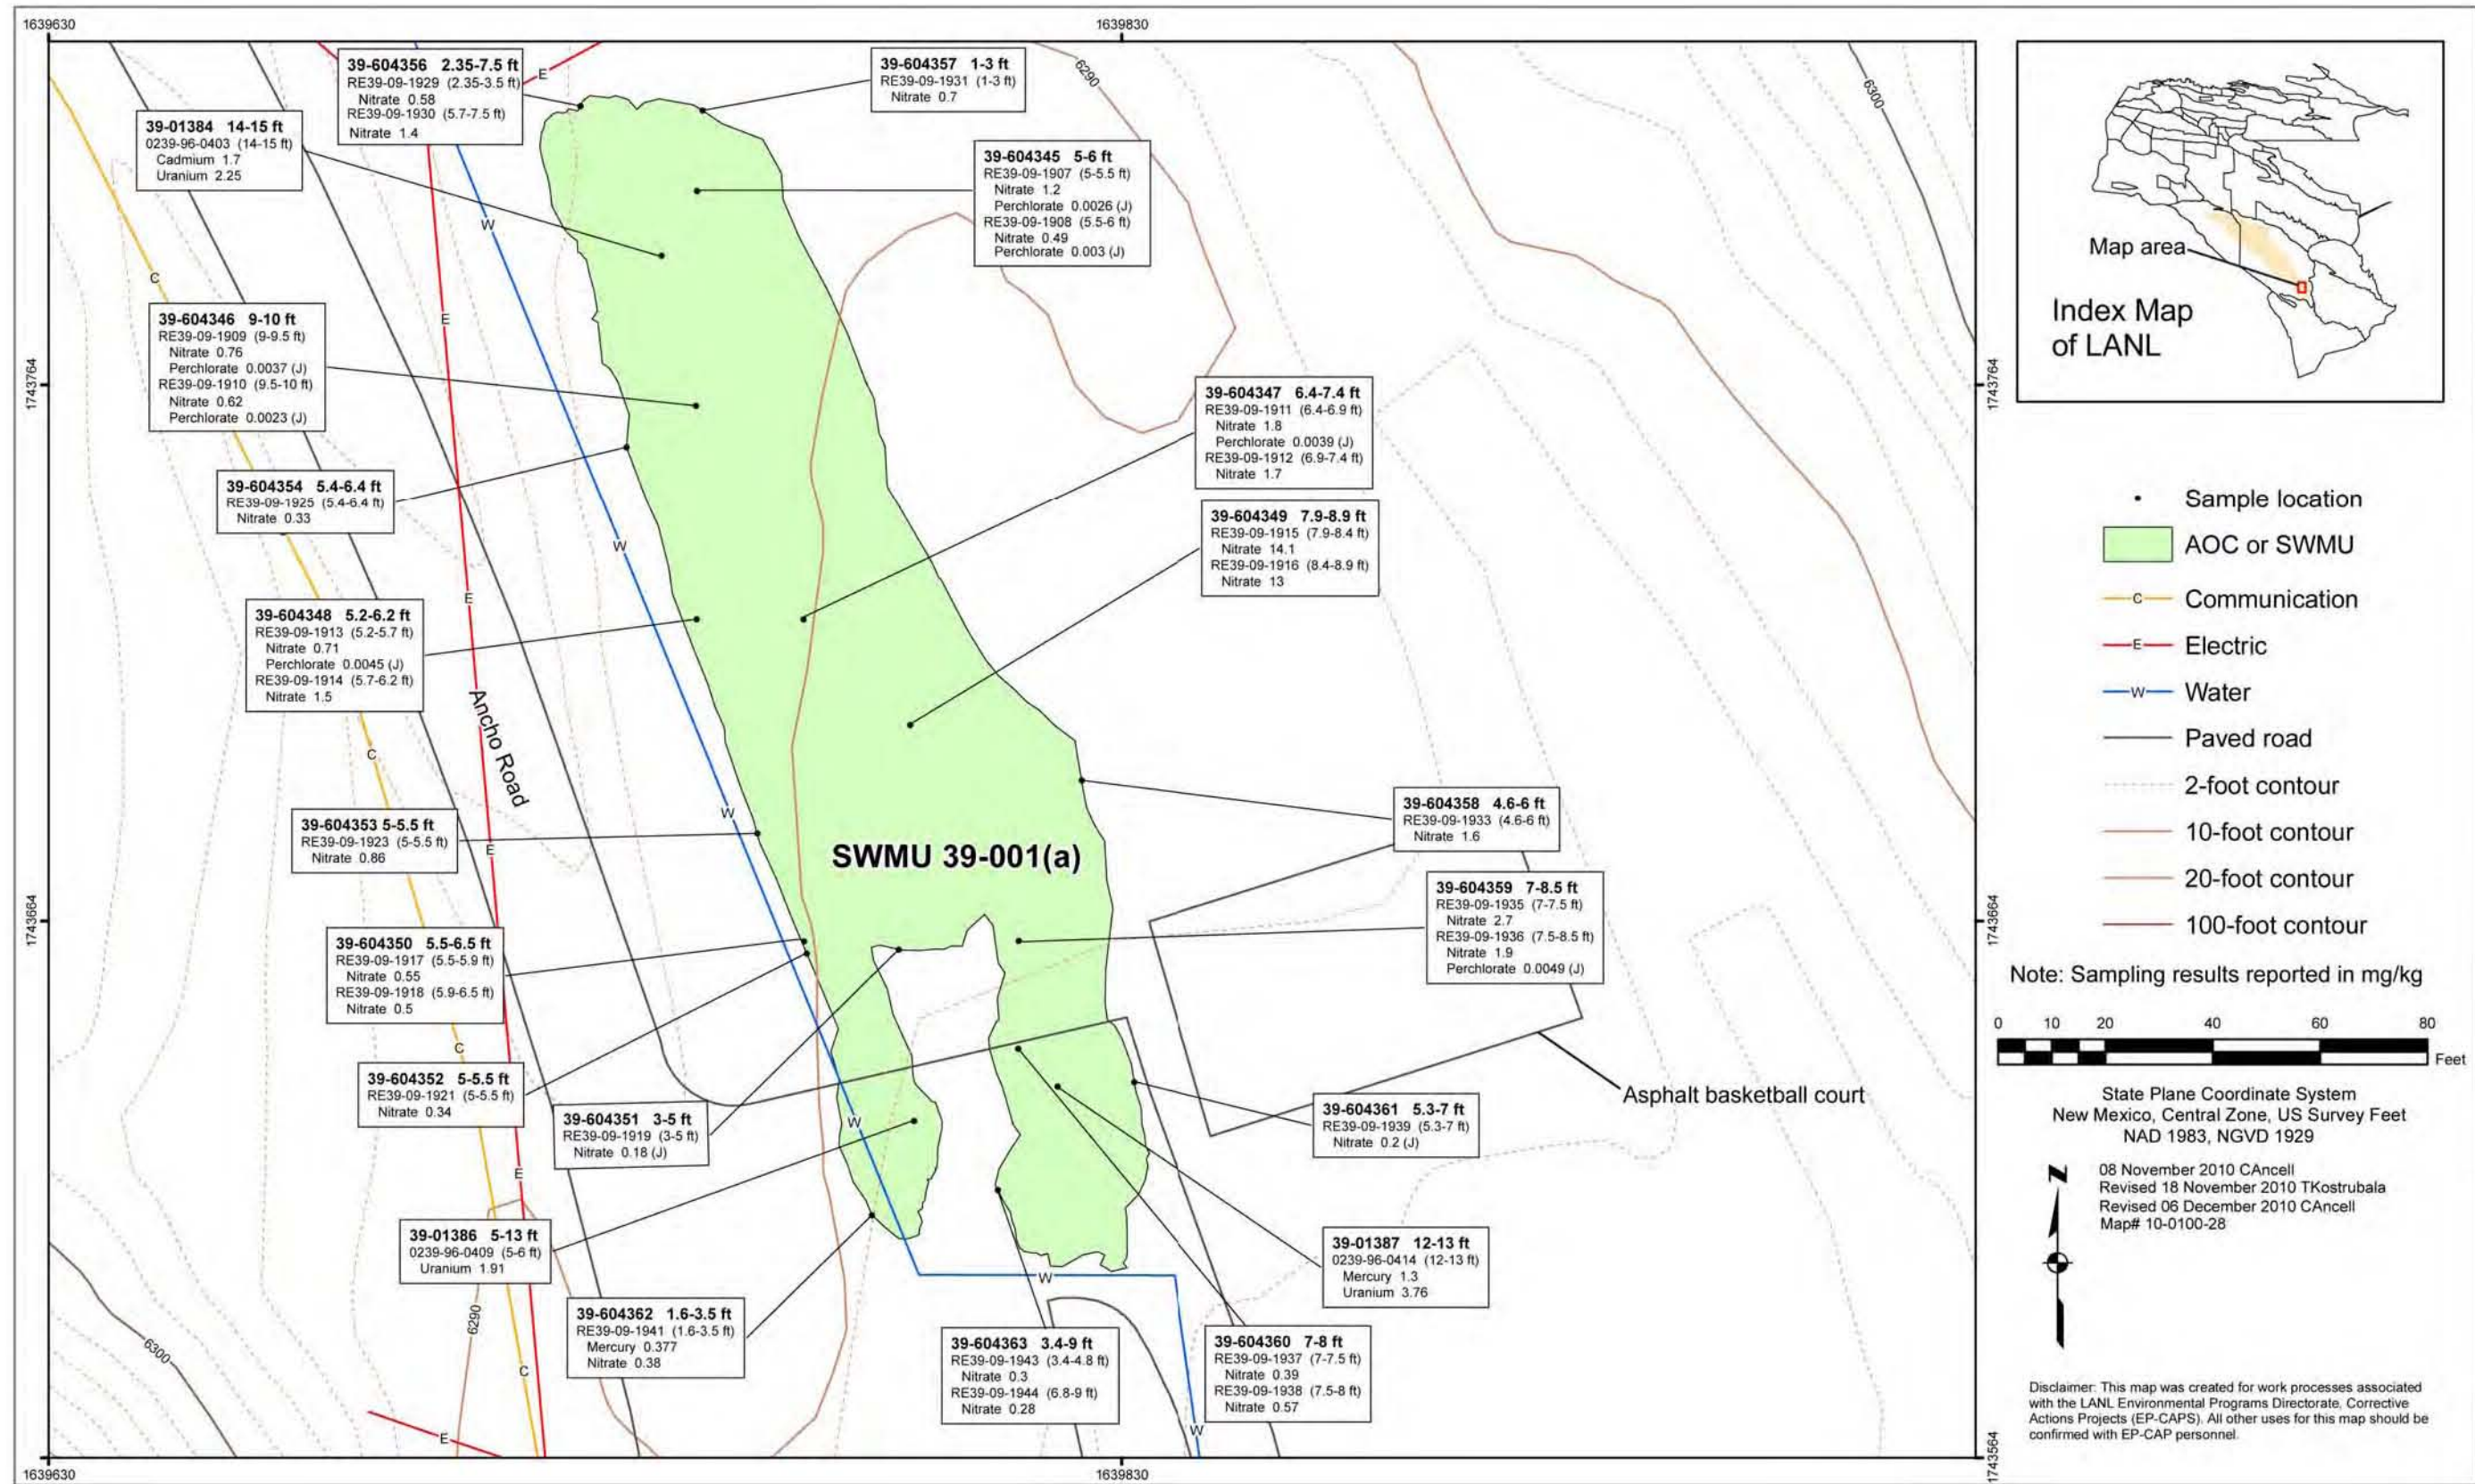 1639630
1639830
39-604356 2.35-7.5 ft
RE39-09-1929 (2.35-3.5 ft)
Nitrate 0.58
RE39-09-1930 (5.7-7.5 ft)
Nitrate 1.4
39-604357 1-3 ft
RE39-09-1931 (1-3 ft)
Nitrate 0.7
39-01384 14-15 ft
0239-96-0403 (14-15 ft)
Cadmium 1.7
Uranium 2.25
39-604345 5-6 ft
RE39-09-1907 (5-5.5 ft)
Nitrate 1.2
Perchlorate 0.0026 (J)
RE39-09-1908 (5.5-6 ft)
Nitrate 0.49
Perchlorate 0.003 (J)
39-604346 9-10 ft
RE39-09-1909 (9-9.5 ft)
Nitrate 0.76
Perchlorate 0.0037 (J)
RE39-09-1910 (9.5-10 ft)
Nitrate 0.62
Perchlorate 0.0023 (J)
39-604347 6.4-7.4 ft
RE39-09-1911 (6.4-6.9 ft)
Nitrate 1.8
Perchlorate 0.0039 (J)
RE39-09-1912 (6.9-7.4 ft)
Nitrate 1.7
39-604354 5.4-6.4 ft
RE39-09-1925 (5.4-6.4 ft)
Nitrate 0.33
39-604349 7.9-8.9 ft
RE39-09-1915 (7.9-8.4 ft)
Nitrate 14.1
RE39-09-1916 (8.4-8.9 ft)
Nitrate 13
39-604348 5.2-6.2 ft
RE39-09-1913 (5.2-5.7 ft)
Nitrate 0.71
Perchlorate 0.0045 (J)
RE39-09-1914 (5.7-6.2 ft)
Nitrate 1.5
39-604358 4.6-6 ft
RE39-09-1933 (4.6-6 ft)
Nitrate 1.6
39-604353 5-5.5 ft
RE39-09-1923 (5-5.5 ft)
Nitrate 0.86
SWMU 39-001(a)
39-604359 7-8.5 ft
RE39-09-1935 (7-7.5 ft)
Nitrate 2.7
RE39-09-1936 (7.5-8.5 ft)
Nitrate 1.9
Perchlorate 0.0049 (J)
39-604350 5.5-6.5 ft
RE39-09-1917 (5.5-5.9 ft)
Nitrate 0.55
RE39-09-1918 (5.9-6.5 ft)
Nitrate 0.5
39-604352 5-5.5 ft
RE39-09-1921 (5-5.5 ft)
Nitrate 0.34
39-604351 3-5 ft
RE39-09-1919 (3-5 ft)
Nitrate 0.18 (J)
39-604361 5.3-7 ft
RE39-09-1939 (5.3-7 ft)
Nitrate 0.2 (J)
Asphalt basketball court
39-01386 5-13 ft
0239-96-0409 (5-6 ft)
Uranium 1.91
39-01387 12-13 ft
0239-96-0414 (12-13 ft)
Mercury 1.3
Uranium 3.76
39-604362 1.6-3.5 ft
RE39-09-1941 (1.6-3.5 ft)
Mercury 0.377
Nitrate 0.38
39-604363 3.4-9 ft
RE39-09-1943 (3.4-4.8 ft)
Nitrate 0.3
RE39-09-1944 (6.8-9 ft)
Nitrate 0.28
39-604360 7-8 ft
RE39-09-1937 (7-7.5 ft)
Nitrate 0.39
RE39-09-1938 (7.5-8 ft)
Nitrate 0.57
Ancho Road
6290
6300
6290
6300
E
E
E
E
E
E
E
C
C
C
C
W
W
W
W
W
W
1743764
1743664
1743764
1743664
1743564
1639630
1639830
Map area
Index Map
of LANL
Sample location
AOC or SWMU
C Communication
E Electric
W Water
Paved road
2-foot contour
10-foot contour
20-foot contour
100-foot contour
Note: Sampling results reported in mg/kg
0 10 20 40 60 80
Feet
State Plane Coordinate System
New Mexico, Central Zone, US Survey Feet
NAD 1983, NGVD 1929
N
08 November 2010 CAncell
Revised 18 November 2010 TKostrubala
Revised 06 December 2010 CAncell
Map# 10-0100-28
Disclaimer: This map was created for work processes associated
with the LANL Environmental Programs Directorate, Corrective
Actions Projects (EP-CAPS). All other uses for this map should be
confirmed with EP-CAP personnel.